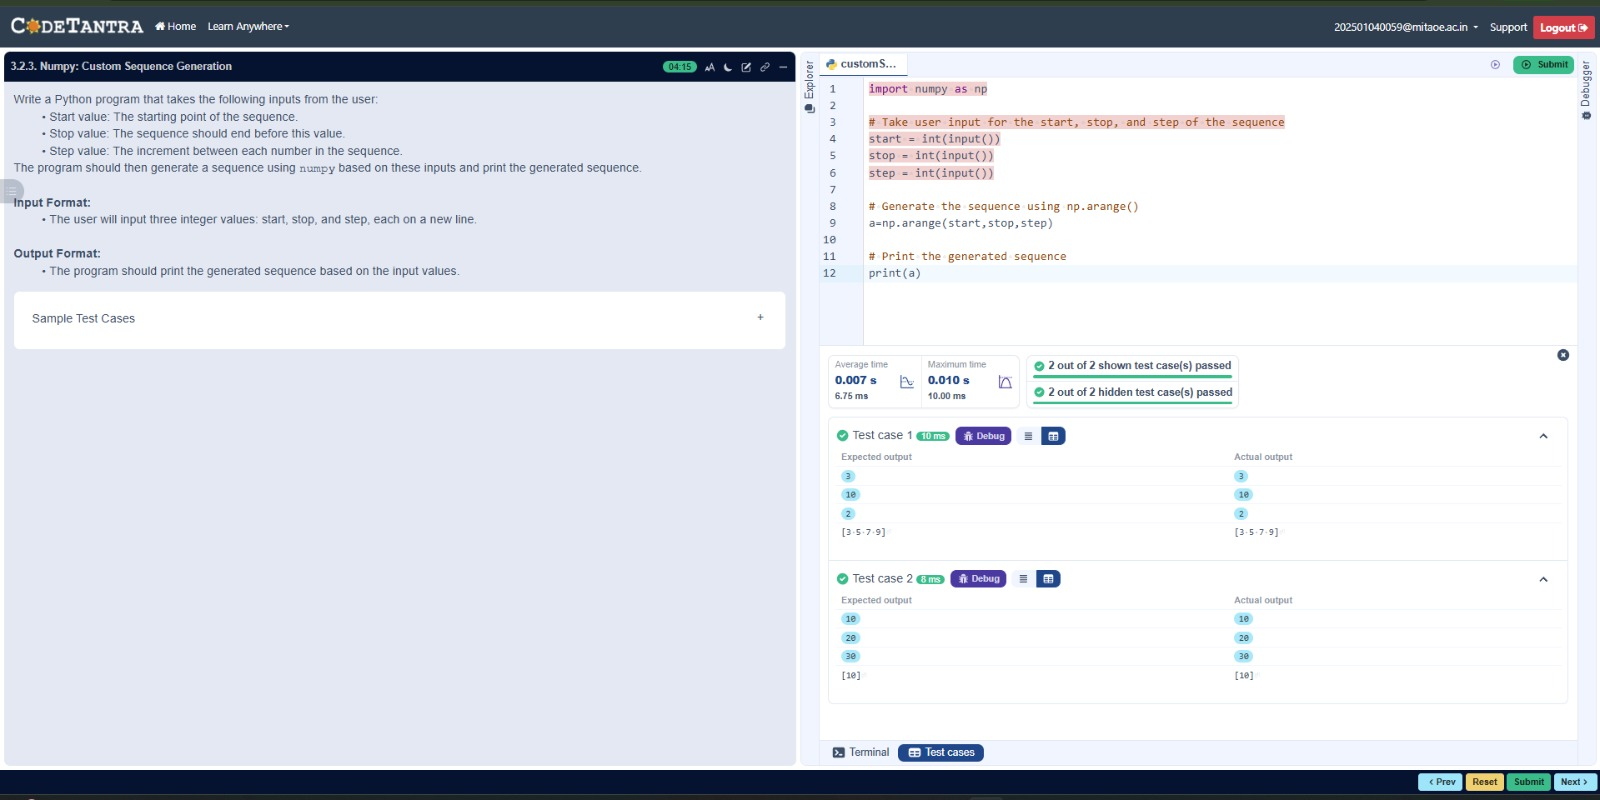 CODETANTRA Home Learn Anywhere 202501040059@mitaoe.ac.in Support Logout
3.2.3. Numpy: Custom Sequence Generation 04:15 AA
Write a Python program that takes the following inputs from the user:
• Start value: The starting point of the sequence.
• Stop value: The sequence should end before this value.
• Step value: The increment between each number in the sequence.
The program should then generate a sequence using numpy based on these inputs and print the generated sequence.
Input Format:
• The user will input three integer values: start, stop, and step, each on a new line.
Output Format:
• The program should print the generated sequence based on the input values.
Sample Test Cases +
Explorer
customS...
Submit
Debugger
1 import numpy as np
2
3 # Take user input for the start, stop, and step of the sequence
4 start = int(input())
5 stop = int(input())
6 step = int(input())
7
8 # Generate the sequence using np.arange()
9 a=np.arange(start,stop,step)
10
11 # Print the generated sequence
12 print(a)
Average time Maximum time
0.007 s 0.010 s
6.75 ms 10.00 ms
2 out of 2 shown test case(s) passed
2 out of 2 hidden test case(s) passed
Test case 1 10 ms Debug
Expected output Actual output
3 3
10 10
2 2
[3·5·7·9] [3·5·7·9]
Test case 2 8 ms Debug
Expected output Actual output
10 10
20 20
30 30
[10] [10]
Terminal Test cases
< Prev Reset Submit Next >